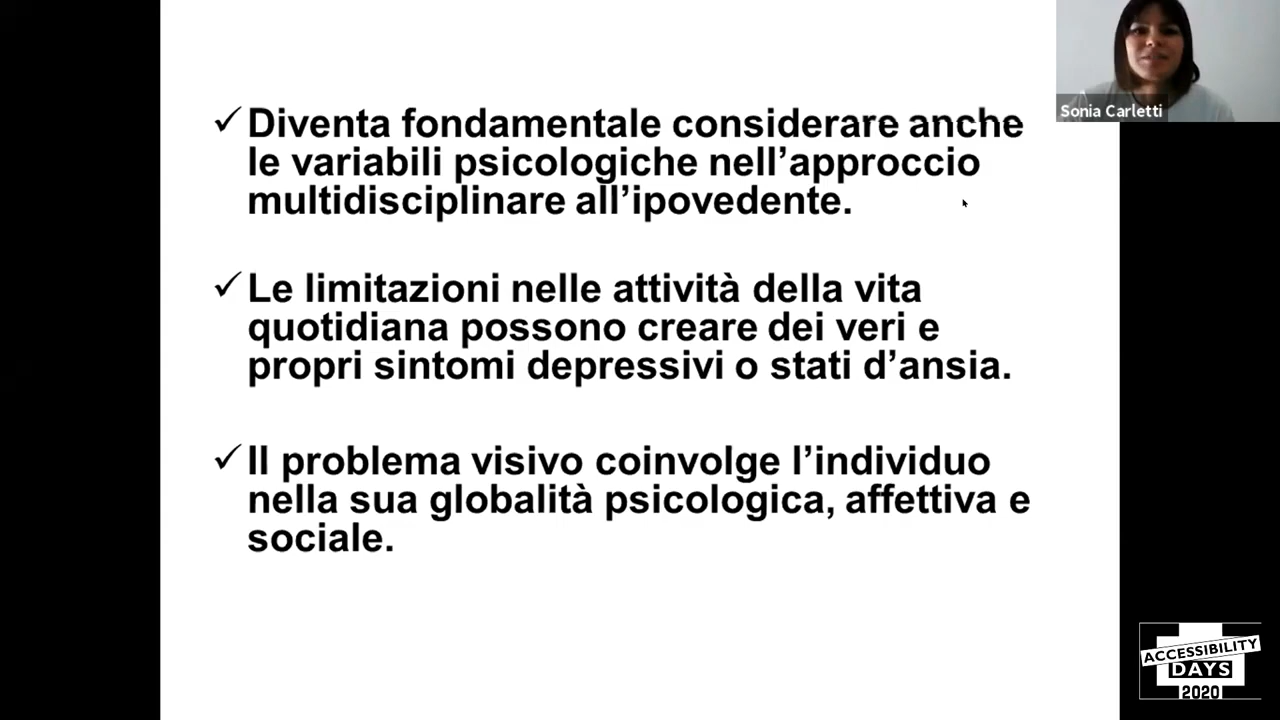 Diventa fondamentale considerare anche
le variabili psicologiche nell’approccio
multidisciplinare all’ipovedente.
Le limitazioni nelle attività della vita
quotidiana possono creare dei veri e
propri sintomi depressivi o stati d’ansia.
Il problema visivo coinvolge l’individuo
nella sua globalità psicologica, affettiva e
sociale.
Sonia Carletti
ACCESSIBILITY
DAYS
2020